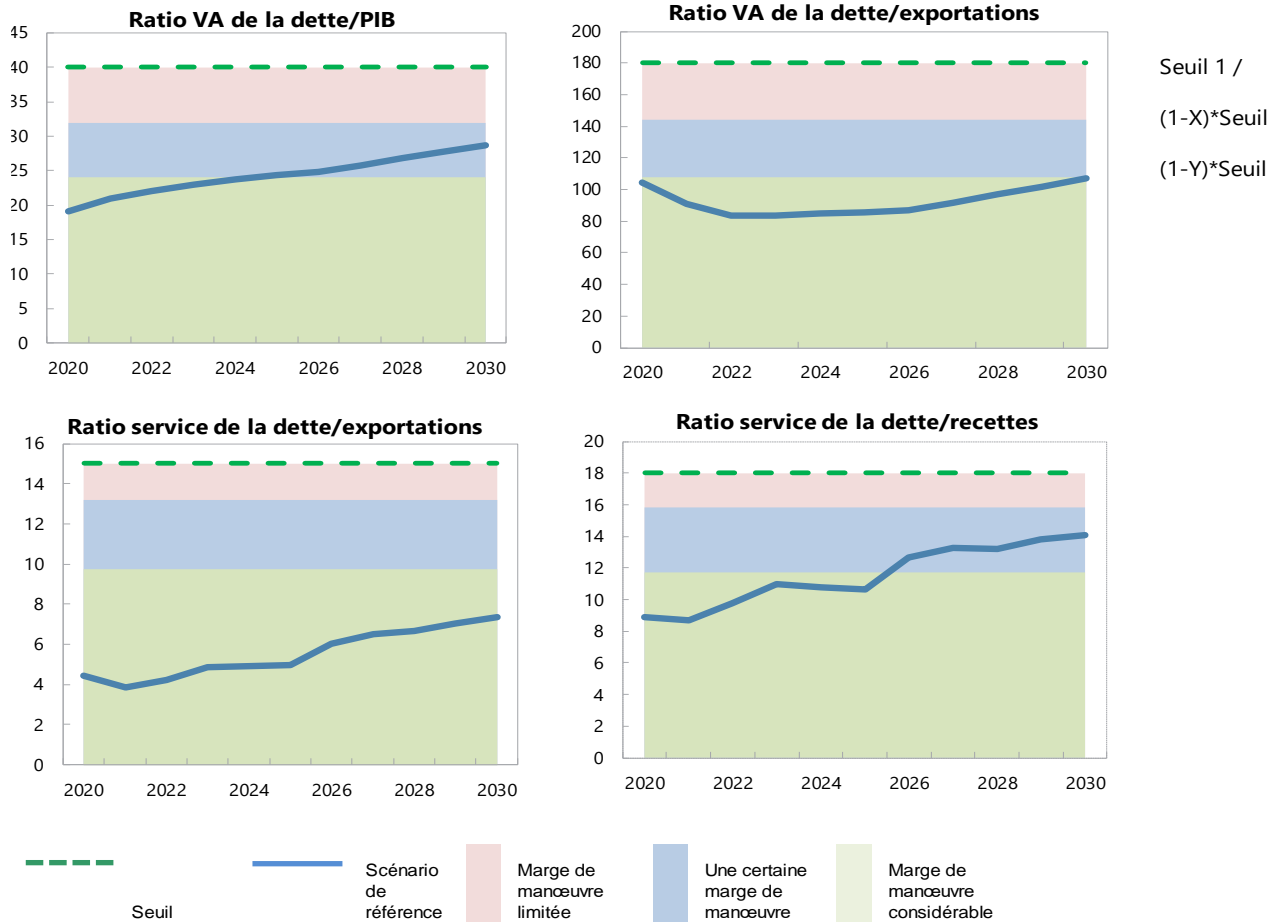 Ratio VA de la dette/PIB
45
40
35
30
25
20
15
10
5
0
2020 2022 2024 2026 2028 2030
Ratio VA de la dette/exportations
200
180
160
140
120
100
80
60
40
20
0
2020 2022 2024 2026 2028 2030
Seuil 1 /
(1-X)*Seuil
(1-Y)*Seuil
Ratio service de la dette/exportations
16
14
12
10
8
6
4
2
0
2020 2022 2024 2026 2028 2030
Ratio service de la dette/recettes
20
18
16
14
12
10
8
6
4
2
0
2020 2022 2024 2026 2028 2030
Seuil
Scénario
de
référence
Marge de
manœuvre
limitée
Une certaine
marge de
manœuvre
Marge de
manœuvre
considérable